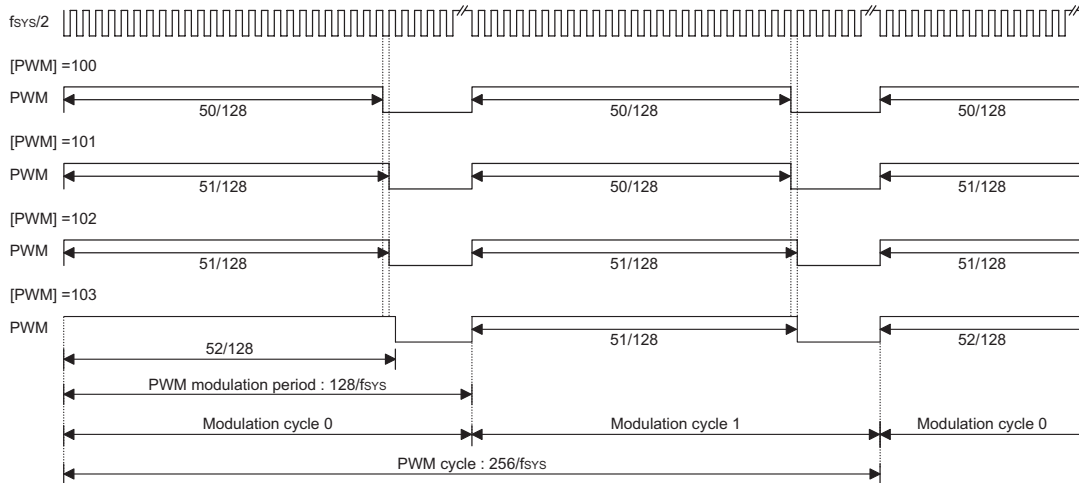 fSYS/2
[PWM] =100
PWM
50/128 50/128 50/128
[PWM] =101
PWM
51/128 50/128 51/128
[PWM] =102
PWM
51/128 51/128 51/128
[PWM] =103
PWM
52/128 51/128 52/128
PWM modulation period : 128/fSYS
Modulation cycle 0 Modulation cycle 1 Modulation cycle 0
PWM cycle : 256/fSYS